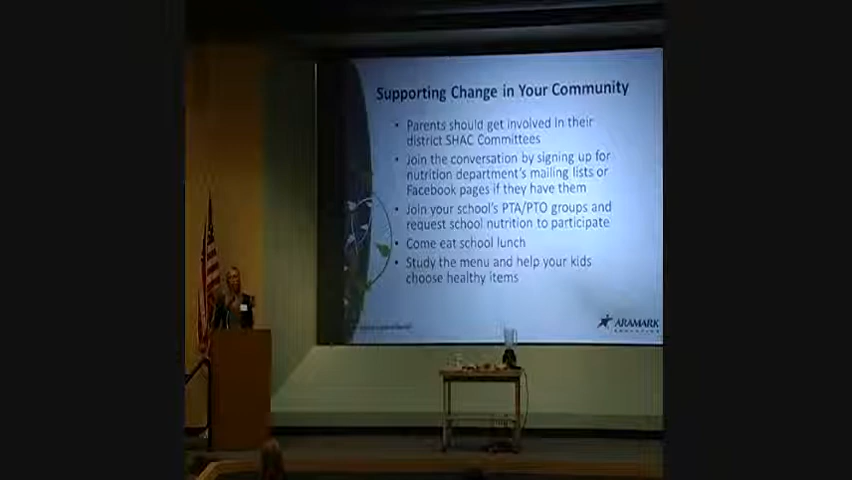 Supporting Change in Your Community
• Parents should get involved in their
district SHAC Committees
• Join the conversation by signing up for
nutrition department's mailing lists or
Facebook pages if they have them
• Join your school's PTA/PTO groups and
request school nutrition to participate
• Come eat school lunch
• Study the menu and help your kids
choose healthy items
ARAMARK